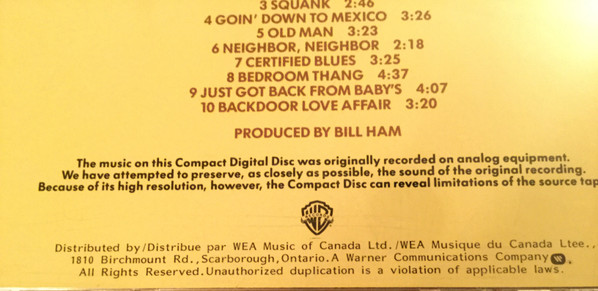 3 SQUANK 2:46
4 GOIN' DOWN TO MEXICO 3:26
5 OLD MAN 3:23
6 NEIGHBOR, NEIGHBOR 2:18
7 CERTIFIED BLUES 3:25
8 BEDROOM THANG 4:37
9 JUST GOT BACK FROM BABY'S 4:07
10 BACKDOOR LOVE AFFAIR 3:20
PRODUCED BY BILL HAM
The music on this Compact Digital Disc was originally recorded on analog equipment.
We have attempted to preserve, as closely as possible, the sound of the original recording.
Because of its high resolution, however, the Compact Disc can reveal limitations of the source tap
Distributed by/Distribue par WEA Music of Canada Ltd./WEA Musique du Canada Ltee.,
1810 Birchmount Rd., Scarborough, Ontario. A Warner Communications Company
All Rights Reserved. Unauthorized duplication is a violation of applicable laws.